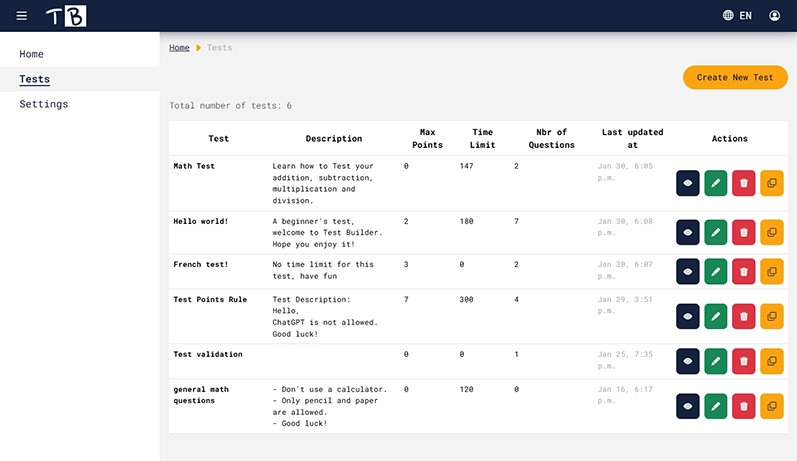 TB
EN
Home
Tests
Settings
Home Tests
Create New Test
Total number of tests: 6
Test Description Max Points Time Limit Nbr of Questions Last updated at Actions
Math Test
Learn how to Test your
addition, subtraction,
multiplication and
division.
0 147 2
Jan 30, 6:05
p.m.
Hello world!
A beginner's test,
welcome to Test Builder.
Hope you enjoy it!
2 180 7
Jan 30, 6:08
p.m.
French test!
No time limit for this
test, have fun
3 0 2
Jan 30, 6:07
p.m.
Test Points Rule
Test Description:
Hello,
ChatGPT is not allowed.
Good luck!
7 300 4
Jan 29, 3:51
p.m.
Test validation
0 0 1
Jan 25, 7:35
p.m.
general math
questions
- Don't use a calculator.
- Only pencil and paper
are allowed.
- Good luck!
0 120 0
Jan 16, 6:17
p.m.